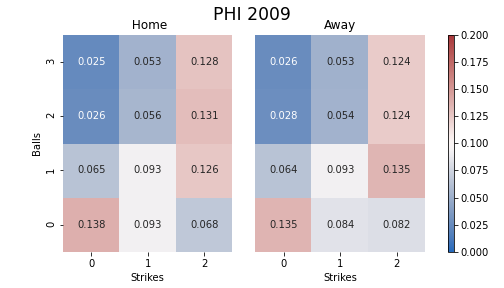 PHI 2009
Home Away
3 0.025 0.053 0.128 0.026 0.053 0.124
2 0.026 0.056 0.131 0.028 0.054 0.124
1 0.065 0.093 0.126 0.064 0.093 0.135
0 0.138 0.093 0.068 0.135 0.084 0.082
Balls
0 1 2 0 1 2
Strikes Strikes
0.200
0.175
0.150
0.125
0.100
0.075
0.050
0.025
0.000